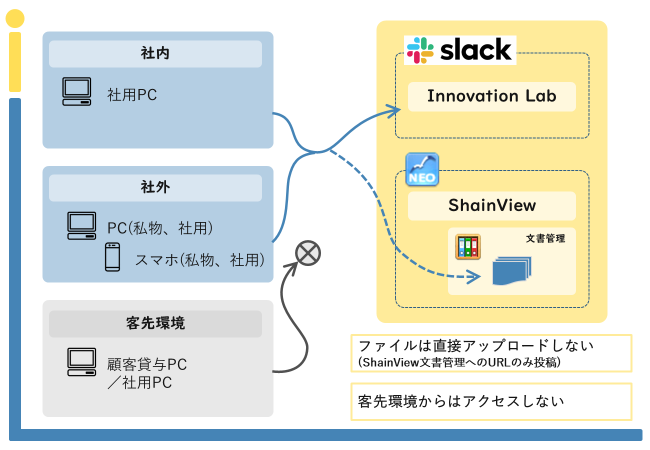 社内
社用PC
社外
PC(私物、社用)
スマホ(私物、社用)
客先環境
顧客貸与PC
／社用PC
slack
Innovation Lab
NEO
ShainView
文書管理
ファイルは直接アップロードしない
(ShainView文書管理へのURLのみ投稿)
客先環境からはアクセスしない